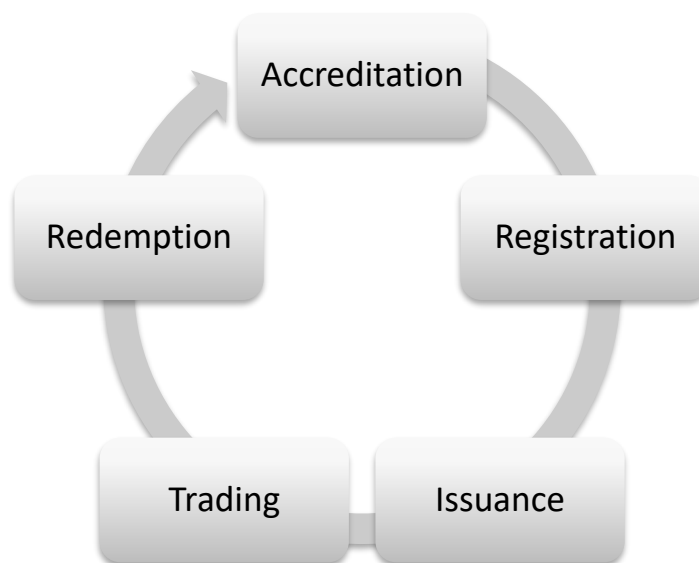 Accreditation
Registration
Issuance
Trading
Redemption